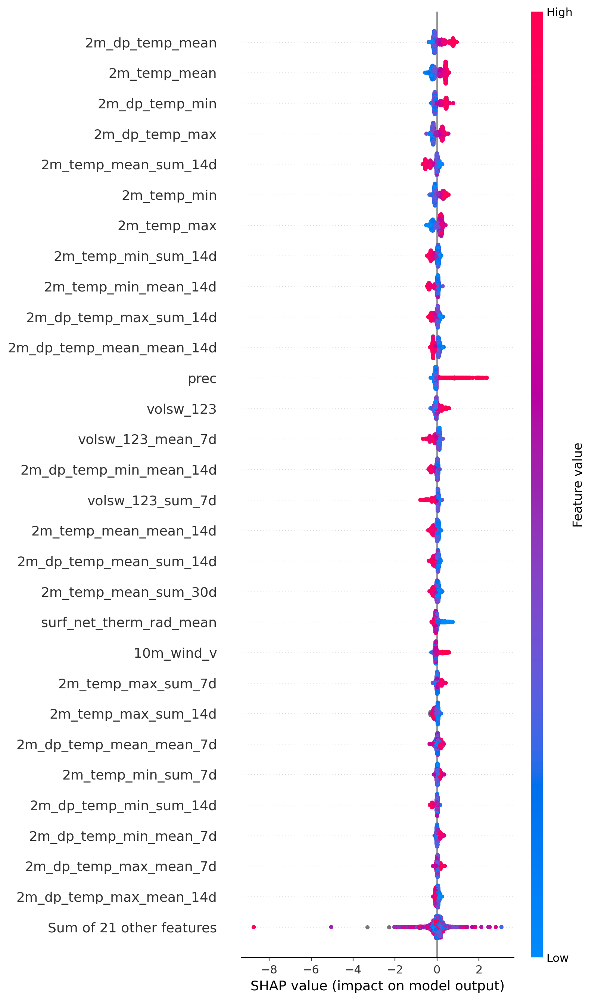 High
2m_dp_temp_mean
2m_temp_mean
2m_dp_temp_min
2m_dp_temp_max
2m_temp_mean_sum_14d
2m_temp_min
2m_temp_max
2m_temp_min_sum_14d
2m_temp_min_mean_14d
2m_dp_temp_max_sum_14d
2m_dp_temp_mean_mean_14d
prec
volsw_123
volsw_123_mean_7d
2m_dp_temp_min_mean_14d
volsw_123_sum_7d
2m_temp_mean_mean_14d
2m_dp_temp_mean_sum_14d
2m_temp_mean_sum_30d
surf_net_therm_rad_mean
10m_wind_v
2m_temp_max_sum_7d
2m_temp_max_sum_14d
2m_dp_temp_mean_mean_7d
2m_temp_min_sum_7d
2m_dp_temp_min_sum_14d
2m_dp_temp_min_mean_7d
2m_dp_temp_max_mean_7d
2m_dp_temp_max_mean_14d
Sum of 21 other features
Feature value
Low
−8 −6 −4 −2 0 2
SHAP value (impact on model output)